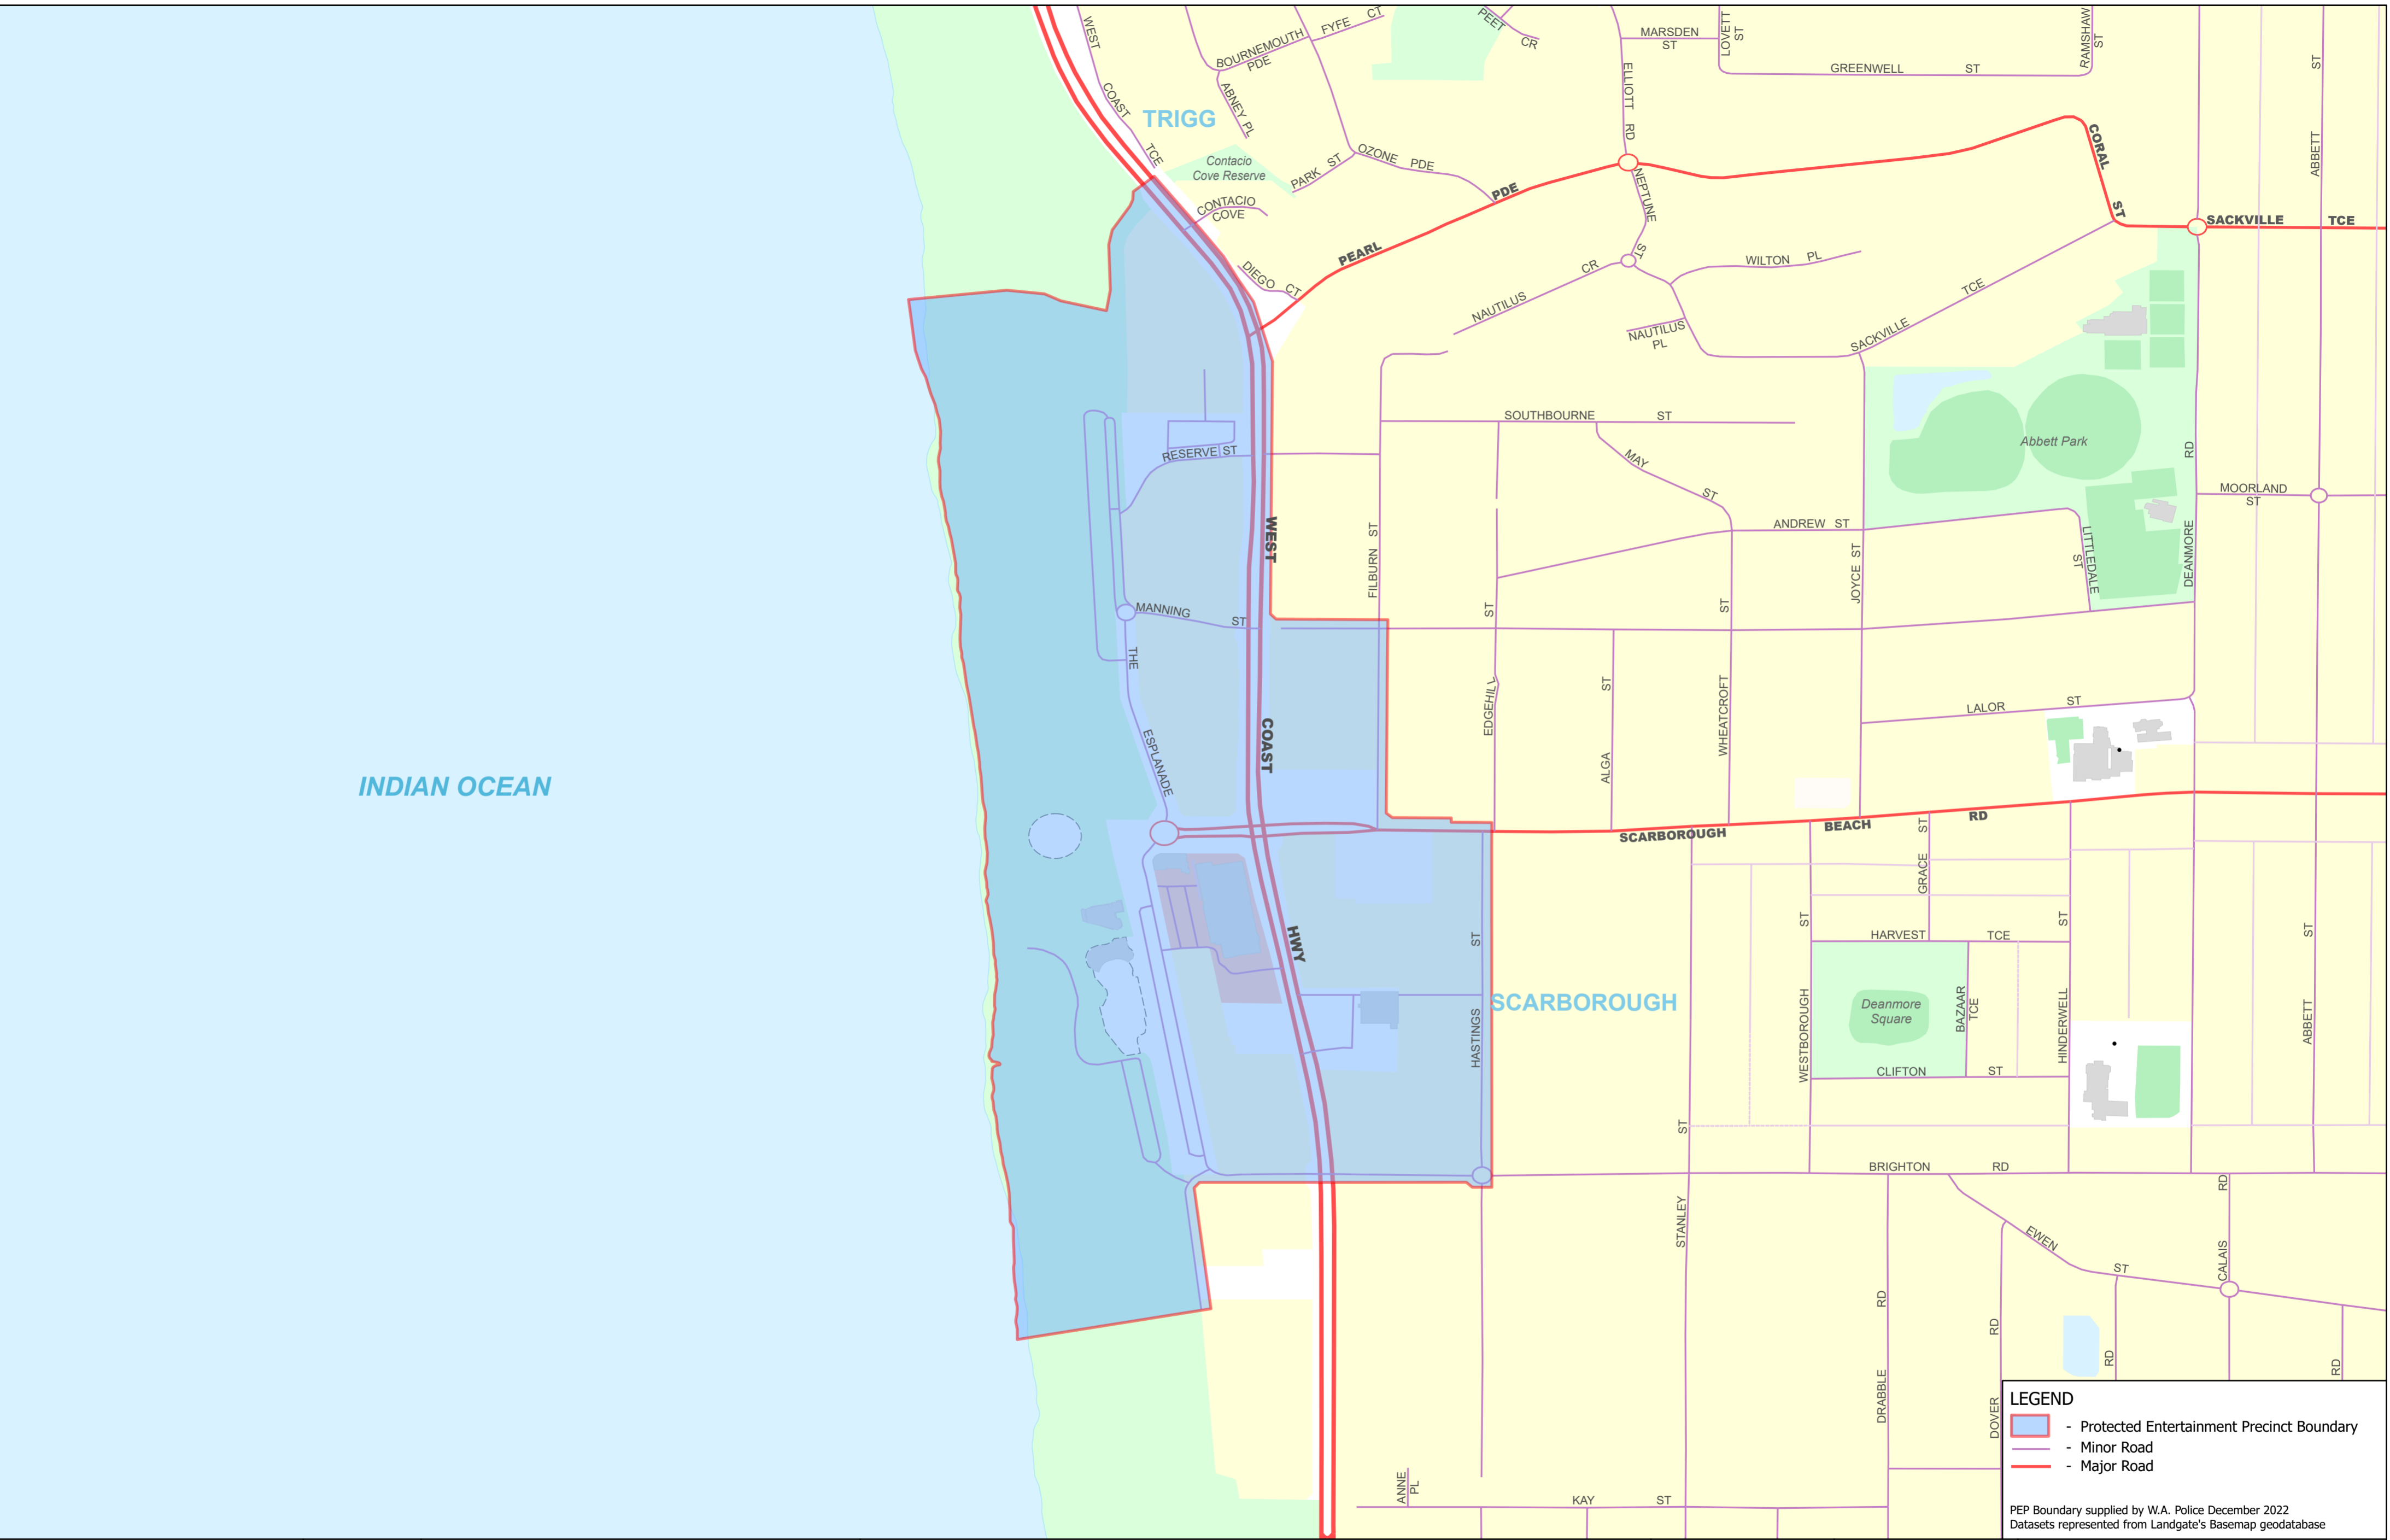 WEST
COAST
TCE
BOURNEMOUTH
PDE
FYFE CT
ABNEY PL
PEET
CR
MARSDEN
ST
LOVETT
ST
RAMSHAW
ST
GREENWELL ST
ELLIOTT RD
ABBETT ST
TRIGG
Contacio
Cove Reserve
PARK ST
OZONE PDE
CONTACIO
COVE
DIEGO CT
PEARL PDE
NEPTUNE ST
CORAL ST
SACKVILLE TCE
NAUTILUS CR
WILTON PL
NAUTILUS
PL
SACKVILLE TCE
SOUTHBOURNE ST
RESERVE ST
MAY ST
Abbett Park
DEANMORE RD
MOORLAND
ST
ANDREW ST
LITTLEDALE
ST
JOYCE ST
FILBURN ST
WEST
COAST
HWY
MANNING ST
THE
ESPLANADE
EDGEHILL ST
ALGA ST
WHEATCROFT ST
LALOR ST
INDIAN OCEAN
SCARBOROUGH BEACH RD
GRACE ST
HASTINGS ST
SCARBOROUGH
WESTBOROUGH ST
HARVEST TCE
Deanmore
Square
BAZAAR
TCE
HINDERWELL ST
CLIFTON ST
ABBETT ST
STANLEY ST
BRIGHTON RD
EWEN ST
CALAIS RD
DRABBLE RD
DOVER RD
RD
RD
ANNE
PL
KAY ST
LEGEND
- Protected Entertainment Precinct Boundary
- Minor Road
- Major Road
PEP Boundary supplied by W.A. Police December 2022
Datasets represented from Landgate's Basemap geodatabase